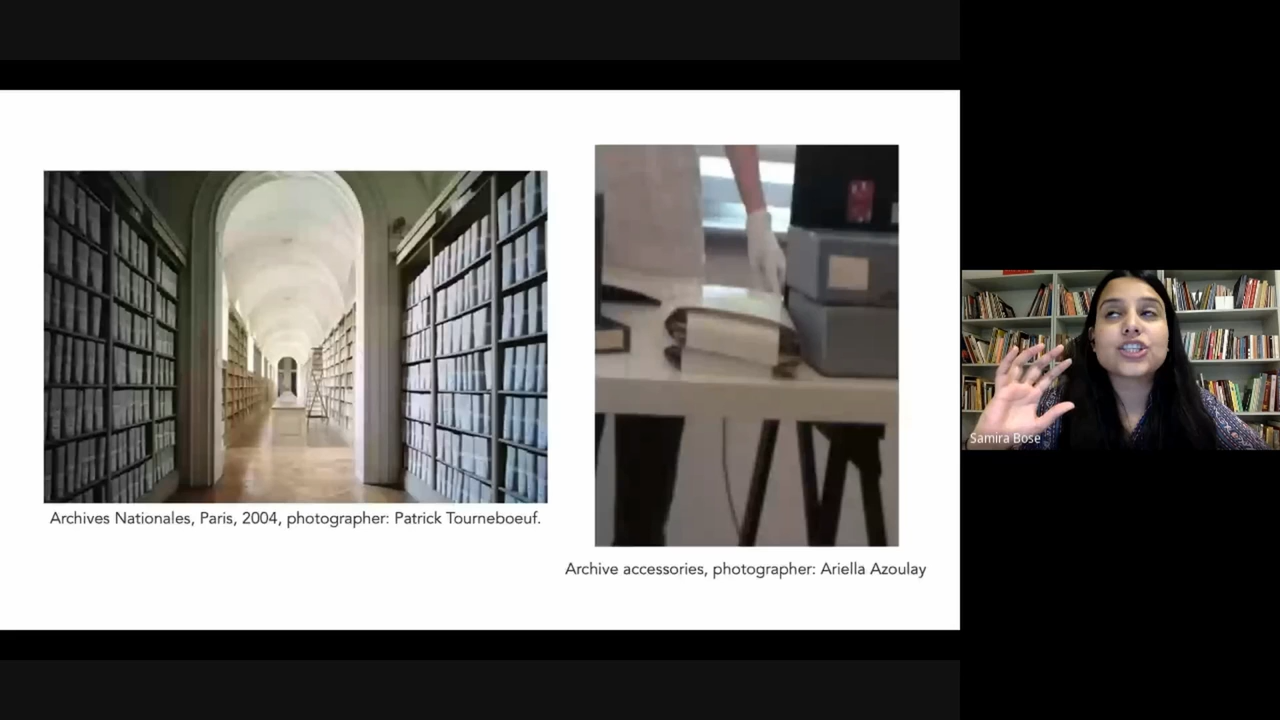 Archives Nationales, Paris, 2004, photographer: Patrick Tourneboeuf.
Archive accessories, photographer: Ariella Azoulay
Samira Bose